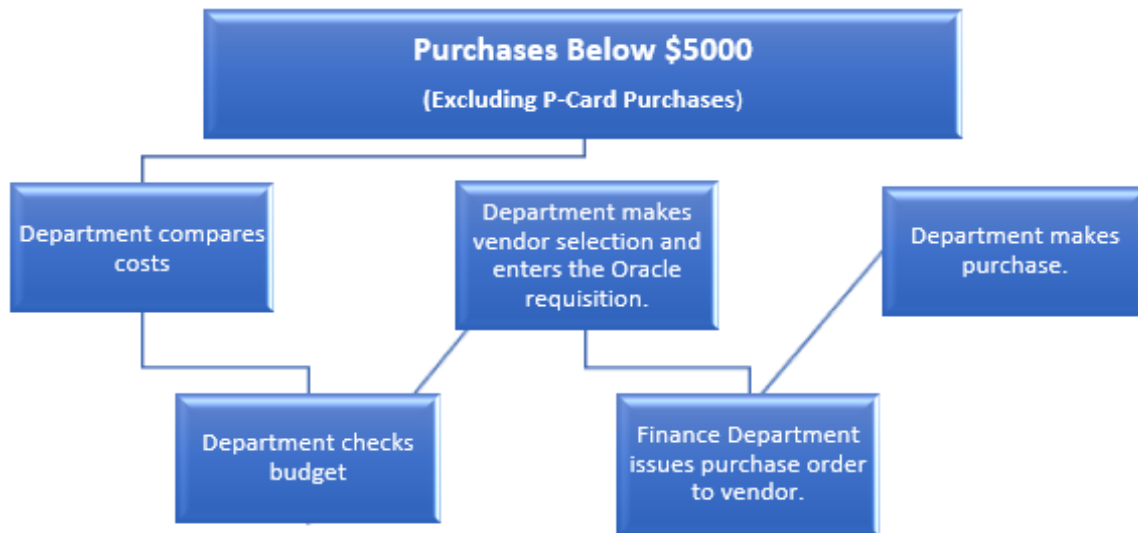 Purchases Below $5000
(Excluding P-Card Purchases)
Department compares
costs
Department checks
budget
Department makes
vendor selection and
enters the Oracle
requisition.
Finance Department
issues purchase order
to vendor.
Department makes
purchase.